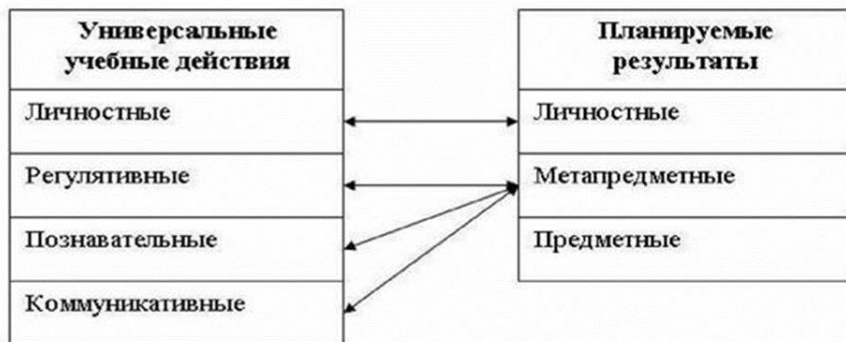 Универсальные
учебные действия
Личностные
Регулятивные
Познавательные
Коммуникативные
Планируемые
результаты
Личностные
Метапредметные
Предметные